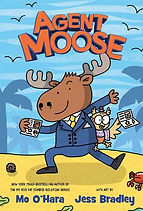 AGENT
MOOSE
NEW YORK TIMES-BESTSELLING AUTHOR OF
THE MY BIG FAT ZOMBIE GOLDFISH SERIES
WITH ART BY
Mo O'Hara
Jess Bradley